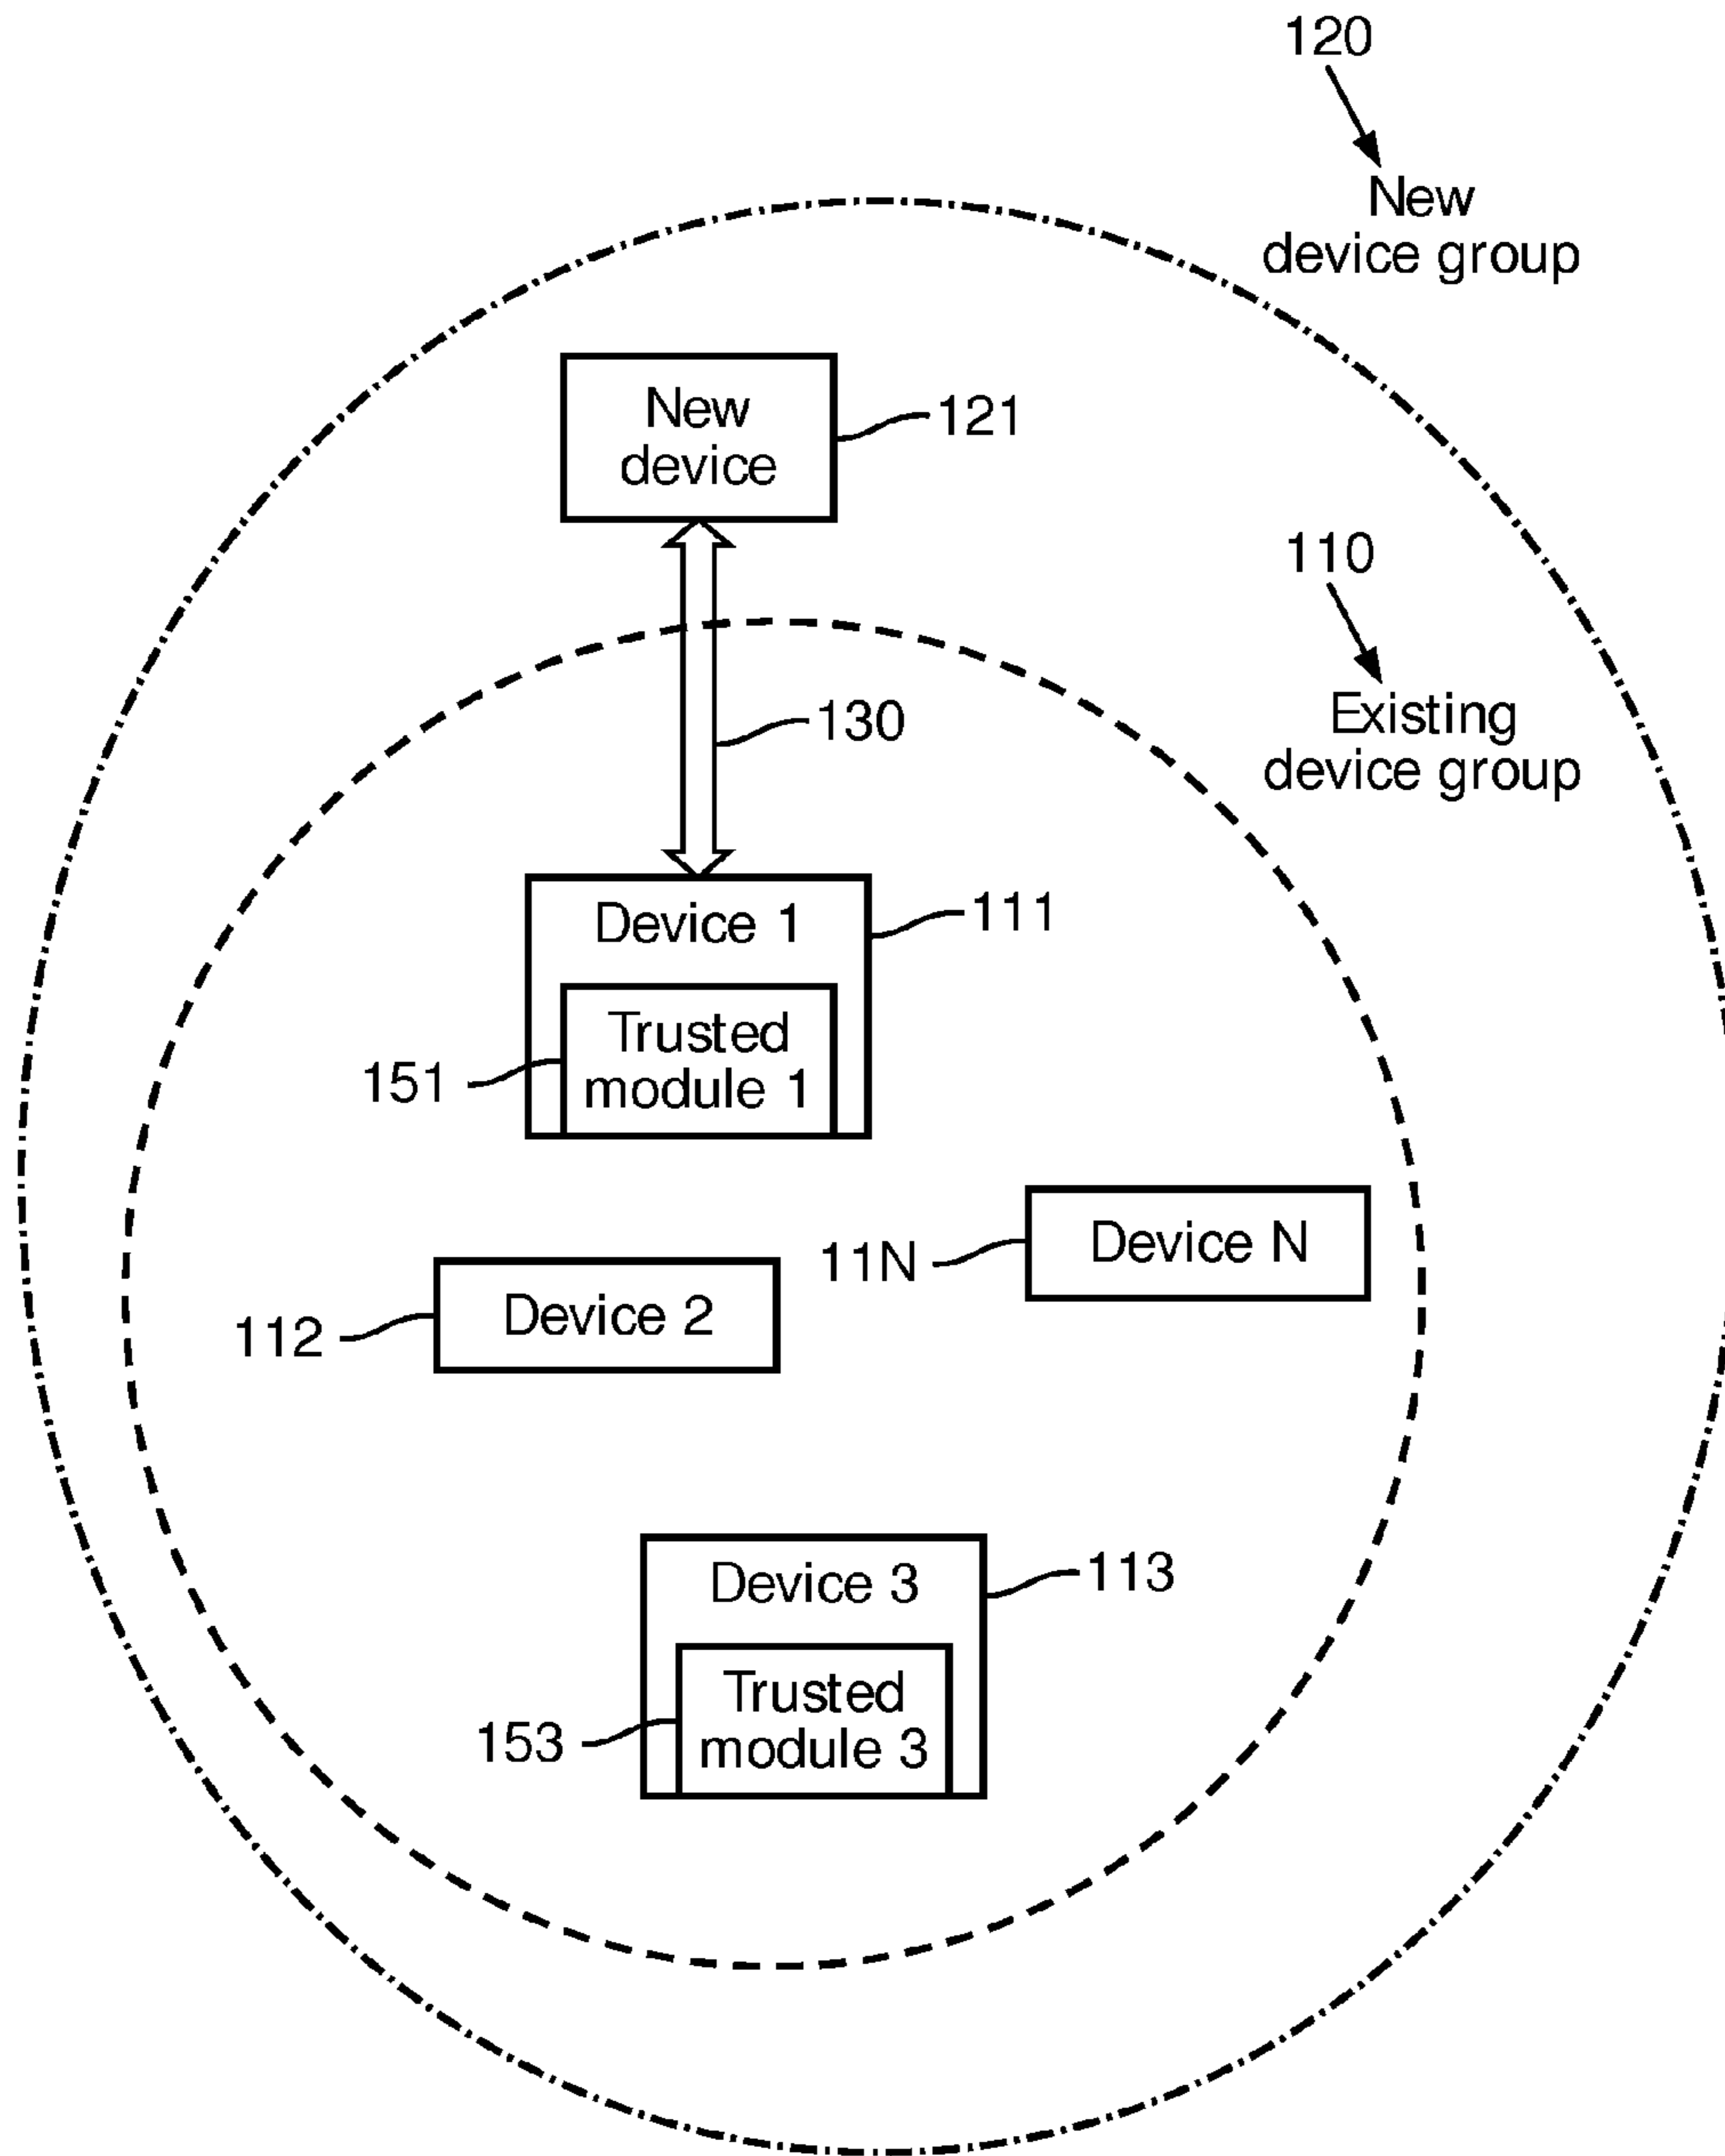 120
New
device group
New
device
121
110
Existing
device group
130
Device 1
111
Trusted
module 1
151
Device N
11N
Device 2
112
Device 3
113
Trusted
module 3
153